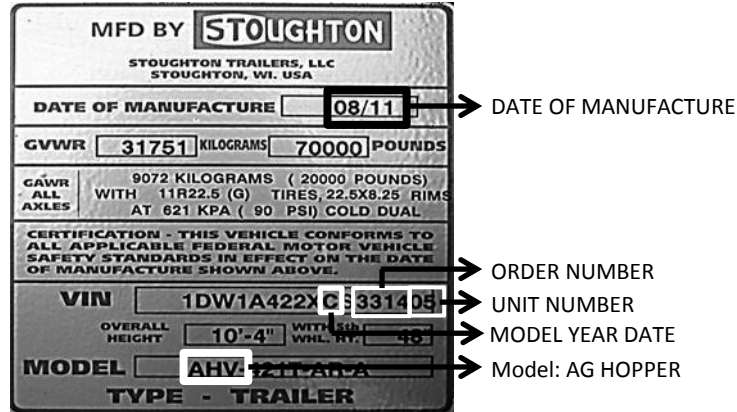 MFD BY STOUGHTON
STOUGHTON TRAILERS, LLC
STOUGHTON, WI. USA
DATE OF MANUFACTURE 08/11
DATE OF MANUFACTURE
GVWR 31751 KILOGRAMS 70000 POUNDS
GAWR ALL AXLES
9072 KILOGRAMS ( 20000 POUNDS)
WITH 11R22.5 (G) TIRES, 22.5X8.25 RIMS
AT 621 KPA ( 90 PSI) COLD DUAL
CERTIFICATION - THIS VEHICLE CONFORMS TO
ALL APPLICABLE FEDERAL MOTOR VEHICLE
SAFETY STANDARDS IN EFFECT ON THE DATE
OF MANUFACTURE SHOWN ABOVE.
ORDER NUMBER
VIN 1DW1A422XCS331405
UNIT NUMBER
OVERALL HEIGHT 10'-4" WITH 5th WHL. HT. 48"
MODEL YEAR DATE
MODEL AHV-421T-AR-A
Model: AG HOPPER
TYPE - TRAILER